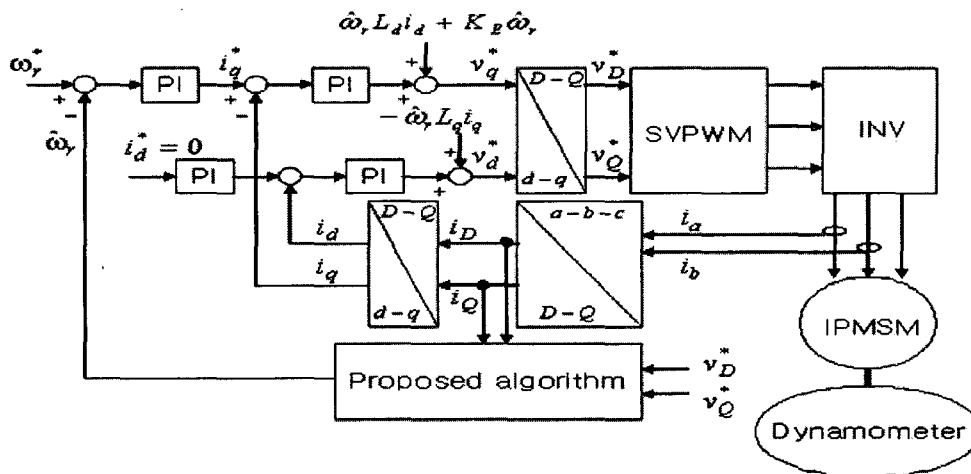 ω̂_r L_d i_d + K_E ω̂_r
ω_r^*
+
−
PI
i_q^*
−
PI
+
+
v_q^*
D-Q
d-q
v_D^*
v_Q^*
SVPWM
INV
ω̂_r
i_d^* = 0
PI
PI
− ω̂_r L_q i_q
+
+
v_d^*
i_d
i_q
D-Q
d-q
i_D
i_Q
a-b-c
D-Q
i_a
i_b
IPMSM
Proposed algorithm
v_D^*
v_Q^*
Dynamometer